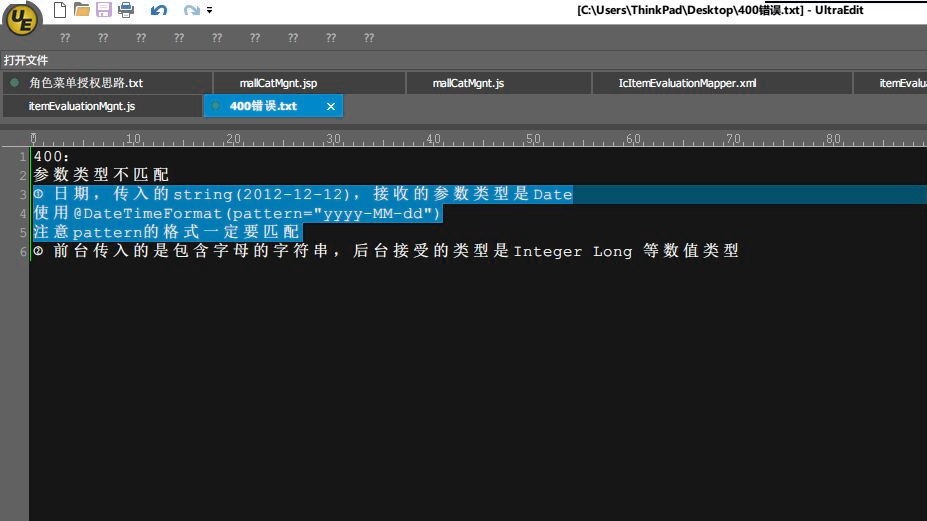 UE
[C:\Users\ThinkPad\Desktop\400错误.txt] - UltraEdit
?? ?? ?? ?? ?? ?? ?? ?? ??
打开文件
角色菜单授权思路.txt mallCatMgnt.jsp mallCatMgnt.js IcItemEvaluationMapper.xml itemEvalua
itemEvaluationMgnt.js 400错误.txt ×
0 10 20 30 40 50 60 70 80
1 400：
2 参数类型不匹配
3 ① 日期，传入的string(2012-12-12)，接收的参数类型是Date
4 使用@DateTimeFormat(pattern="yyyy-MM-dd")
5 注意pattern的格式一定要匹配
6 ① 前台传入的是包含字母的字符串，后台接受的类型是Integer Long 等数值类型